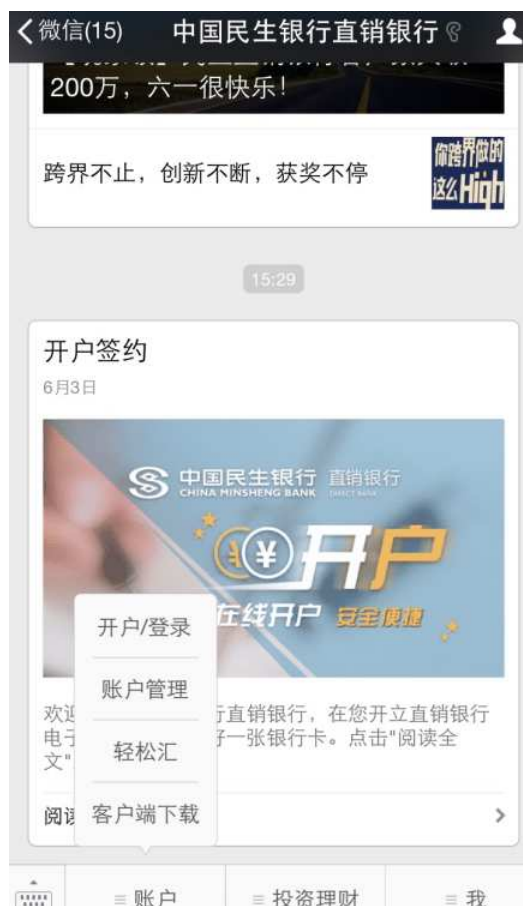 微信(15)
中国民生银行直销银行
200万，六一很快乐！
跨界不止，创新不断，获奖不停
你跨界做的
这么High
15:29
开户签约
6月3日
中国民生银行 直销银行
CHINA MINSHENG BANK DIRECT BANK
开户
在线开户 安全便捷
开户/登录
账户管理
轻松汇
客户端下载
欢迎 行直销银行，在您开立直销银行
电子 好一张银行卡。点击"阅读全
文"
阅读
账户
投资理财
我